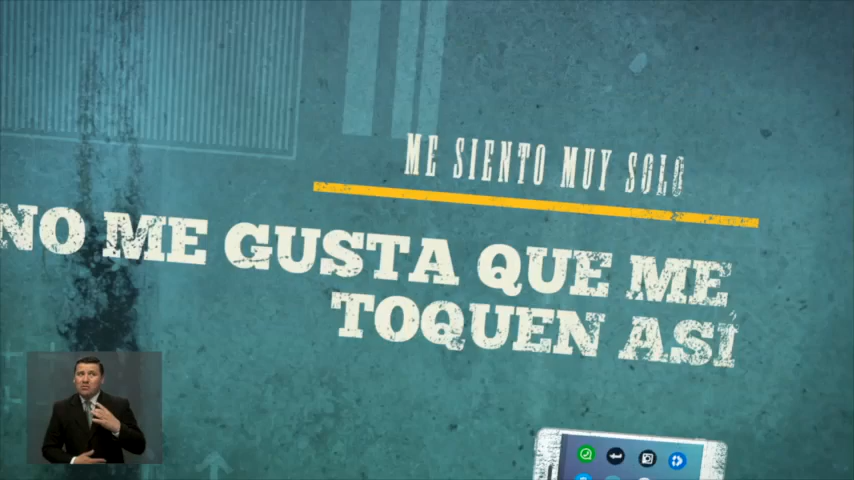 ME SIENTO MUY SOLO
NO ME GUSTA QUE ME
TOQUEN ASÍ